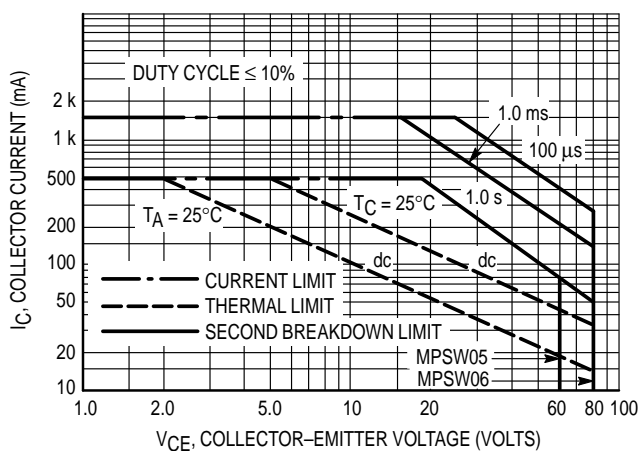 DUTY CYCLE ≤ 10%
2 k
1 k
500
200
100
50
20
10
1.0 ms
100 µs
1.0 s
TA = 25°C
TC = 25°C
dc
dc
CURRENT LIMIT
THERMAL LIMIT
SECOND BREAKDOWN LIMIT
MPSW05
MPSW06
1.0
2.0
5.0
10
20
60
80
100
IC, COLLECTOR CURRENT (mA)
VCE, COLLECTOR–EMITTER VOLTAGE (VOLTS)